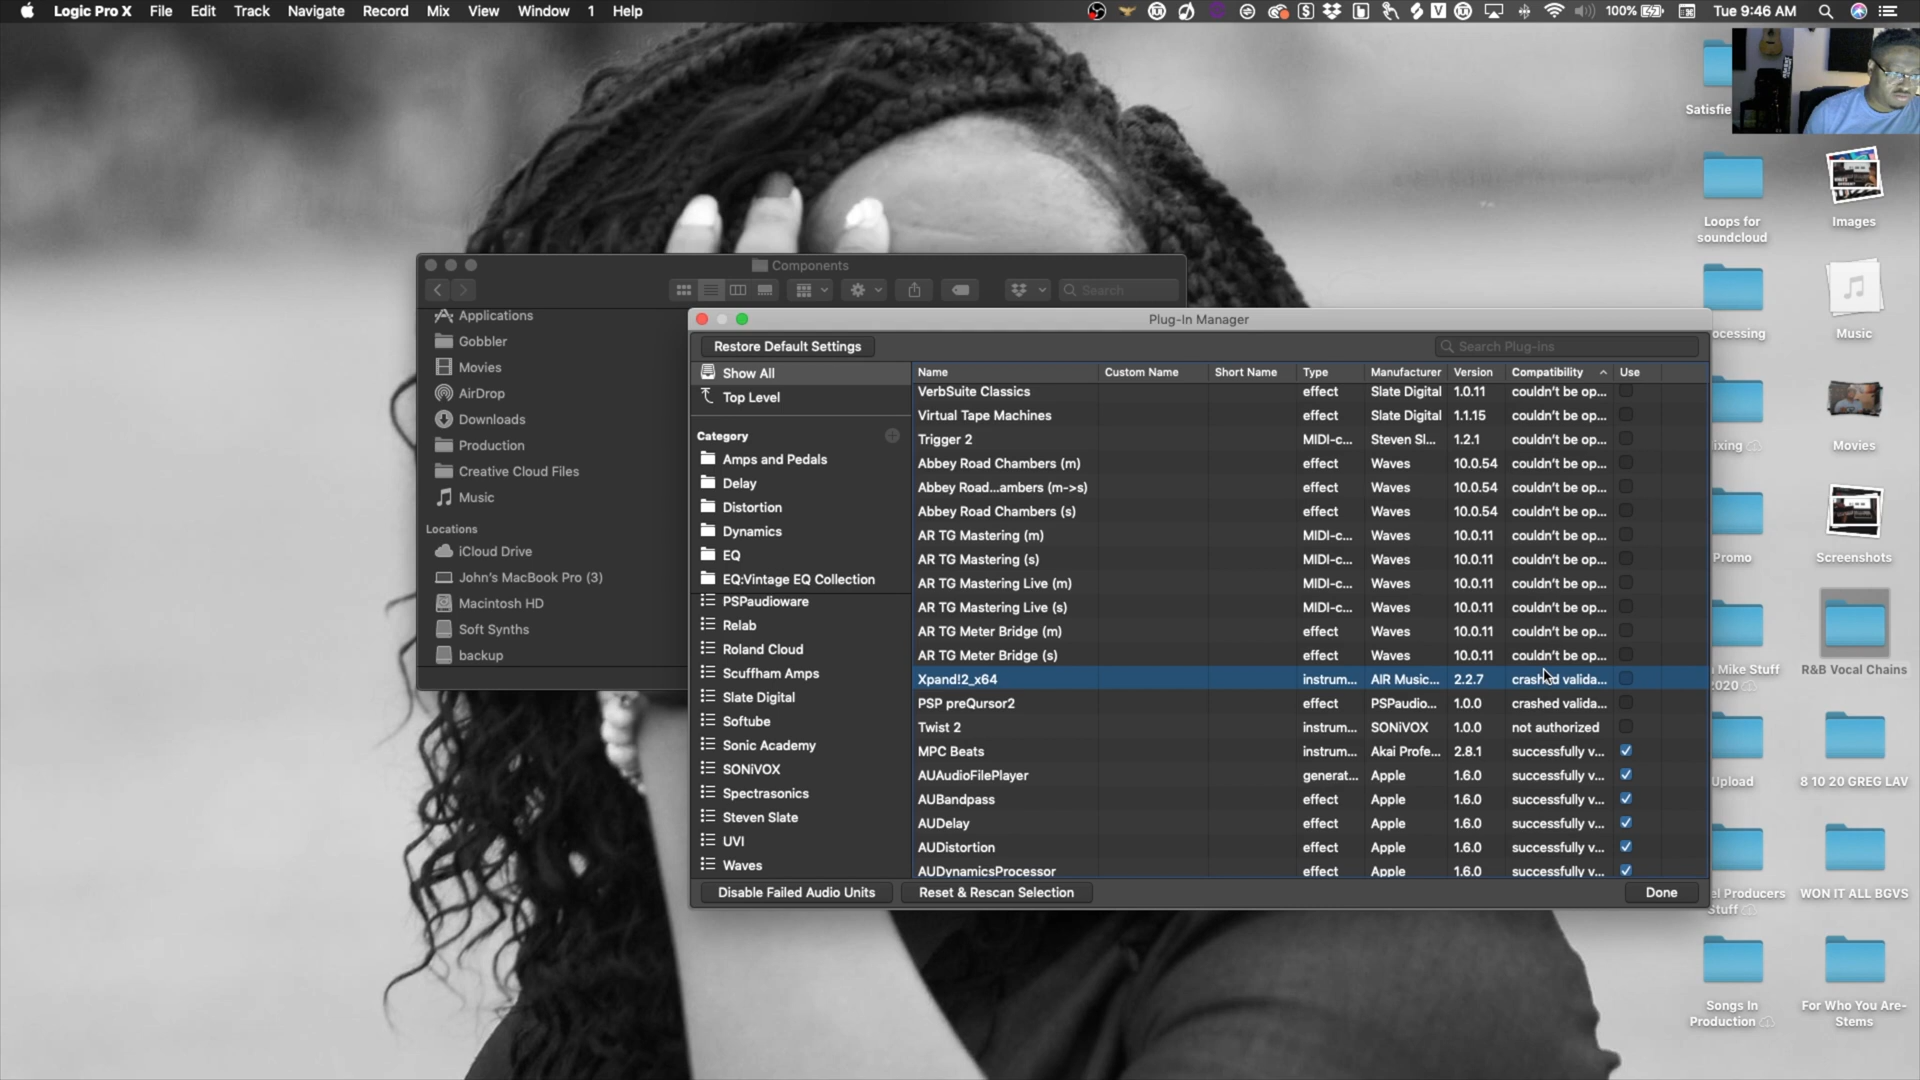 Logic Pro X File Edit Track Navigate Record Mix View Window 1 Help
100% Tue 9:46 AM
Satisfie
Loops for
soundcloud
Images
ocessing
Music
ixing
Movies
Promo
Screenshots
Mike Stuff
2020
R&B Vocal Chains
Upload
8 10 20 GREG LAV
el Producers
Stuff
WON IT ALL BGVS
Songs In
Production
For Who You Are-
Stems
Components
Search
Applications
Gobbler
Movies
AirDrop
Downloads
Production
Creative Cloud Files
Music
Locations
iCloud Drive
John's MacBook Pro (3)
Macintosh HD
Soft Synths
backup
Plug-In Manager
Restore Default Settings
Search Plug-ins
Show All
Top Level
Category
Amps and Pedals
Delay
Distortion
Dynamics
EQ
EQ:Vintage EQ Collection
PSPaudioware
Relab
Roland Cloud
Scuffham Amps
Slate Digital
Softube
Sonic Academy
SONiVOX
Spectrasonics
Steven Slate
UVI
Waves
Name Custom Name Short Name Type Manufacturer Version Compatibility Use
VerbSuite Classics effect Slate Digital 1.0.11 couldn't be op...
Virtual Tape Machines effect Slate Digital 1.1.15 couldn't be op...
Trigger 2 MIDI-c... Steven Sl... 1.2.1 couldn't be op...
Abbey Road Chambers (m) effect Waves 10.0.54 couldn't be op...
Abbey Road...ambers (m->s) effect Waves 10.0.54 couldn't be op...
Abbey Road Chambers (s) effect Waves 10.0.54 couldn't be op...
AR TG Mastering (m) MIDI-c... Waves 10.0.11 couldn't be op...
AR TG Mastering (s) MIDI-c... Waves 10.0.11 couldn't be op...
AR TG Mastering Live (m) MIDI-c... Waves 10.0.11 couldn't be op...
AR TG Mastering Live (s) MIDI-c... Waves 10.0.11 couldn't be op...
AR TG Meter Bridge (m) effect Waves 10.0.11 couldn't be op...
AR TG Meter Bridge (s) effect Waves 10.0.11 couldn't be op...
Xpand!2_x64 instrum... AIR Music... 2.2.7 crashed valida...
PSP preQursor2 effect PSPaudio... 1.0.0 crashed valida...
Twist 2 instrum... SONiVOX 1.0.0 not authorized
MPC Beats instrum... Akai Profe... 2.8.1 successfully v...
AUAudioFilePlayer generat... Apple 1.6.0 successfully v...
AUBandpass effect Apple 1.6.0 successfully v...
AUDelay effect Apple 1.6.0 successfully v...
AUDistortion effect Apple 1.6.0 successfully v...
AUDynamicsProcessor effect Apple 1.6.0 successfully v...
Disable Failed Audio Units Reset & Rescan Selection Done